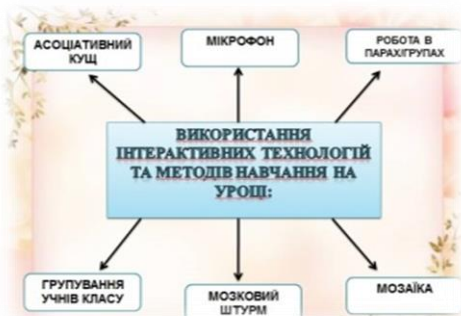 АСОЦІАТИВНИЙ
КУЩ
МІКРОФОН
РОБОТА В
ПАРАХ/ГРУПАХ
ВИКОРИСТАННЯ
ІНТЕРАКТИВНИХ ТЕХНОЛОГІЙ
ТА МЕТОДІВ НАВЧАННЯ НА
УРОЦІ:
ГРУПУВАННЯ
УЧНІВ КЛАСУ
МОЗКОВИЙ
ШТУРМ
МОЗАЇКА